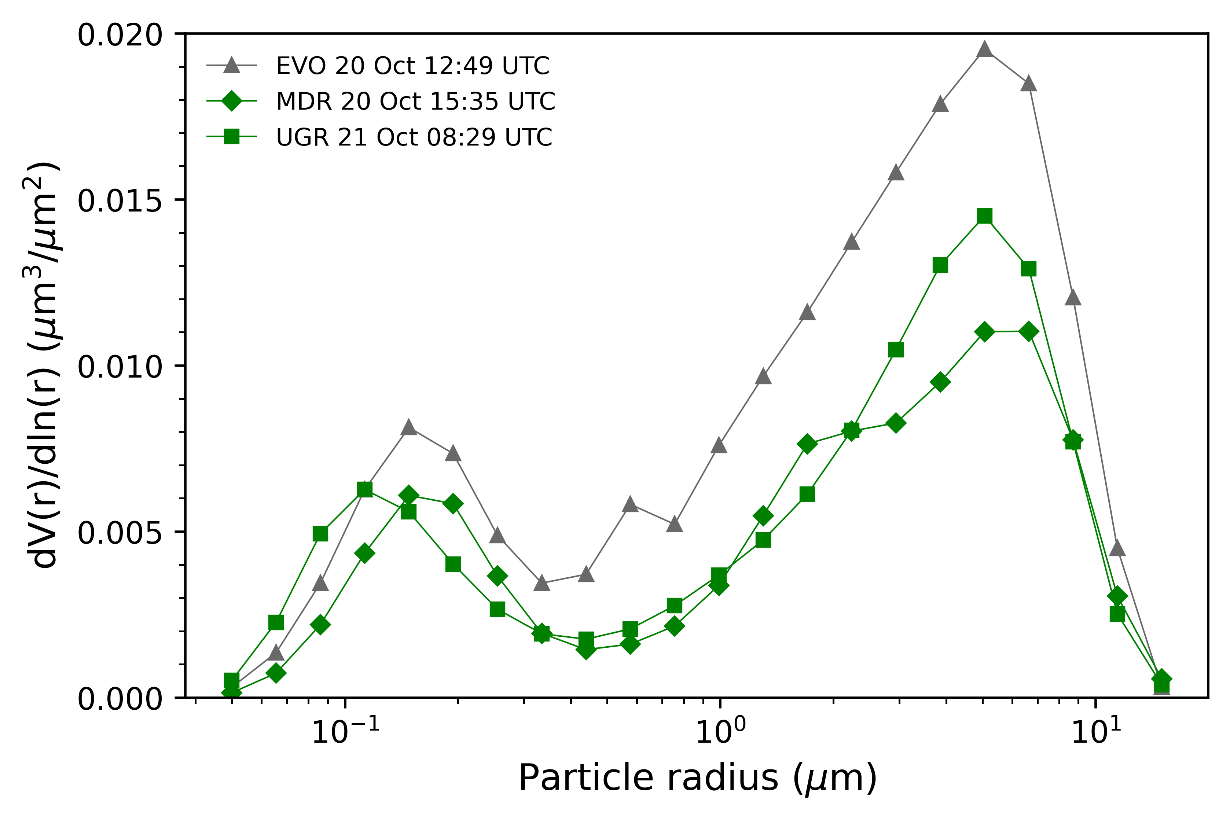 0.020
0.015
0.010
0.005
0.000
dV(r)/dln(r) (μm³/μm²)
EVO 20 Oct 12:49 UTC
MDR 20 Oct 15:35 UTC
UGR 21 Oct 08:29 UTC
10⁻¹
10⁰
10¹
Particle radius (μm)